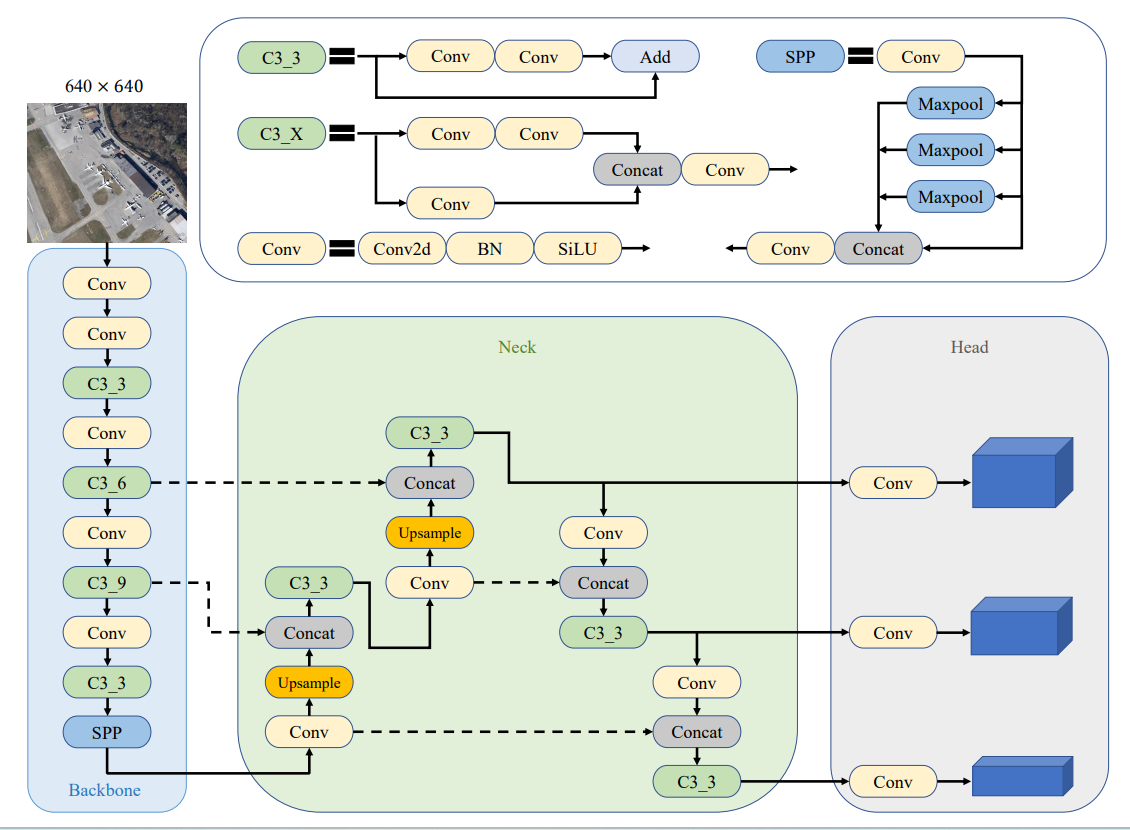 C3_3 Conv Conv Add SPP Conv
640 × 640
Maxpool
C3_X Conv Conv
Maxpool
Concat Conv
Maxpool
Conv
Conv Conv2d BN SiLU Conv Concat
Conv
Conv
C3_3
Conv
C3_6
Conv
C3_9
Conv
C3_3
SPP
Backbone
Neck
C3_3
Concat
Upsample
Conv
C3_3
Concat
Upsample
Conv
Conv
Concat
C3_3
Conv
Concat
C3_3
Head
Conv
Conv
Conv